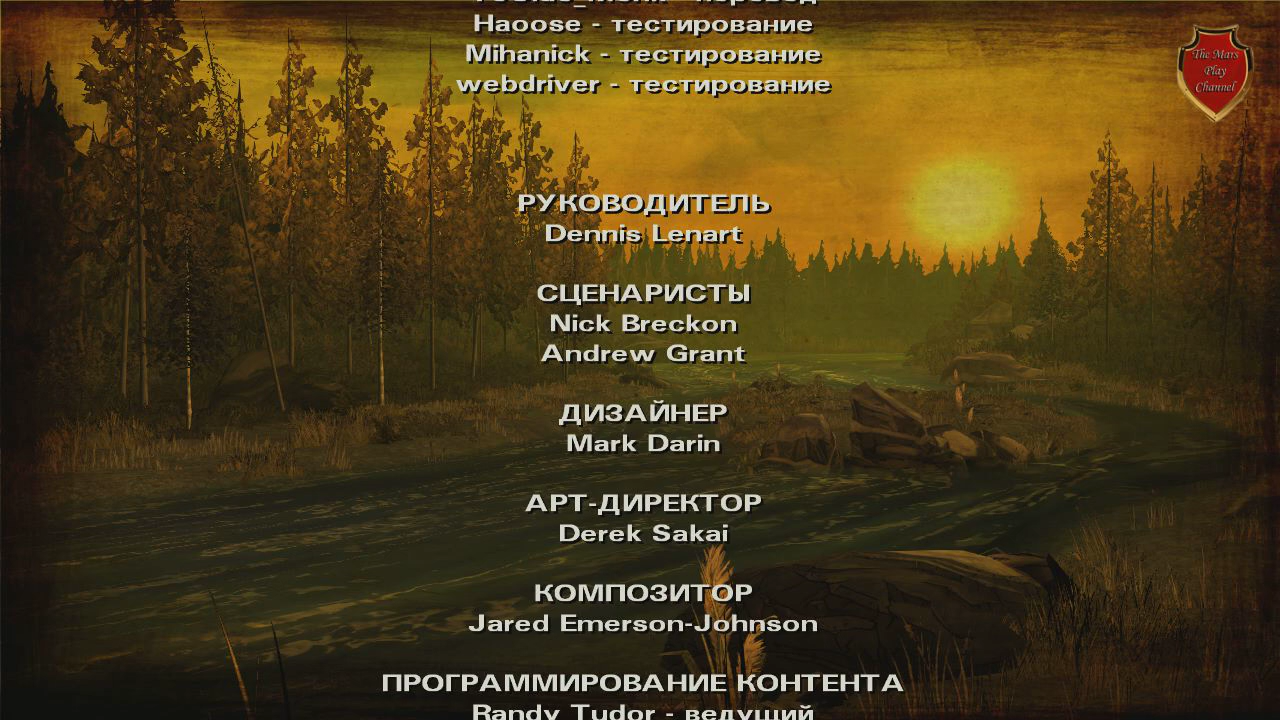 Haoose - тестирование
Mihanick - тестирование
webdriver - тестирование
The Mars
Play
Channel
РУКОВОДИТЕЛЬ
Dennis Lenart
СЦЕНАРИСТЫ
Nick Breckon
Andrew Grant
ДИЗАЙНЕР
Mark Darin
АРТ-ДИРЕКТОР
Derek Sakai
КОМПОЗИТОР
Jared Emerson-Johnson
ПРОГРАММИРОВАНИЕ КОНТЕНТА
Randy Tudor - ведущий